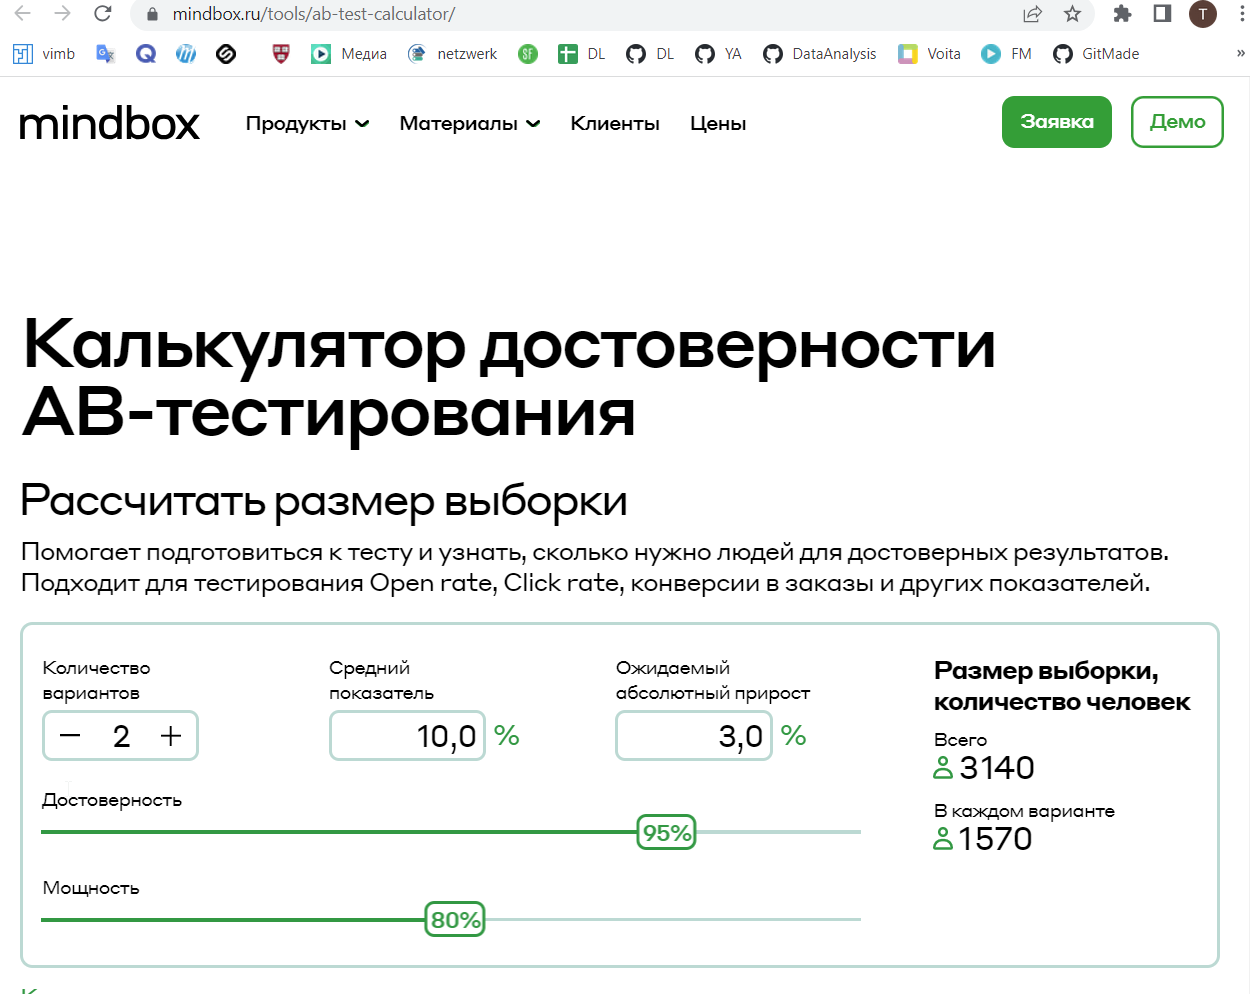 mindbox.ru/tools/ab-test-calculator/
T
vimb
Медиа
netzwerk
SF
DL
DL
YA
DataAnalysis
Voita
FM
GitMade
»
mindbox
Продукты
Материалы
Клиенты
Цены
Заявка
Демо
Калькулятор достоверности
АВ-тестирования
Рассчитать размер выборки
Помогает подготовиться к тесту и узнать, сколько нужно людей для достоверных результатов.
Подходит для тестирования Open rate, Click rate, конверсии в заказы и других показателей.
Количество
вариантов
− 2 +
Средний
показатель
10,0 %
Ожидаемый
абсолютный прирост
3,0 %
Достоверность
95%
Мощность
80%
Размер выборки,
количество человек
Всего
3140
В каждом варианте
1570